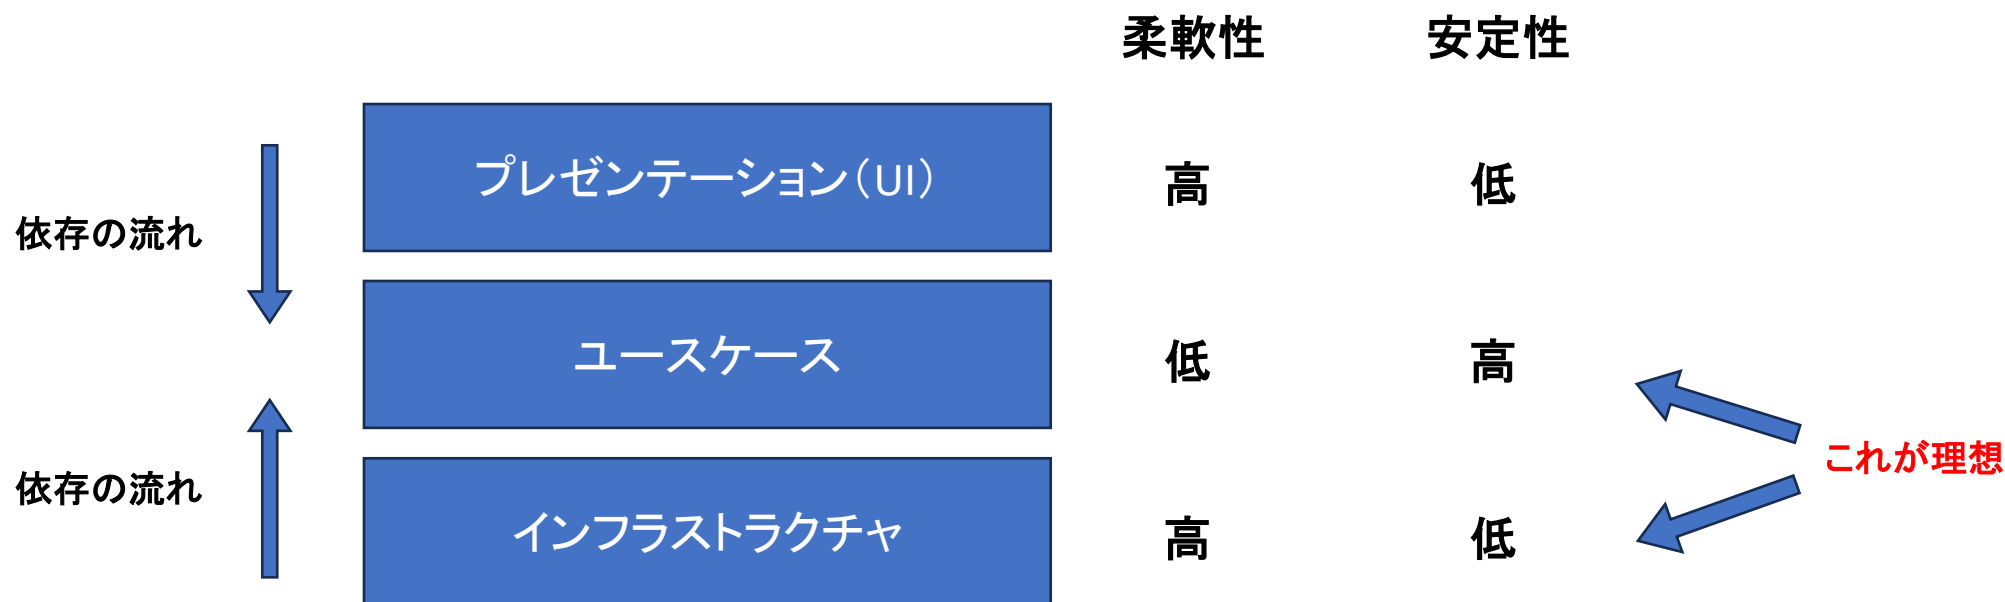 柔軟性 安定性
プレゼンテーション（UI） 高 低
依存の流れ
ユースケース 低 高
これが理想
依存の流れ
インフラストラクチャ 高 低